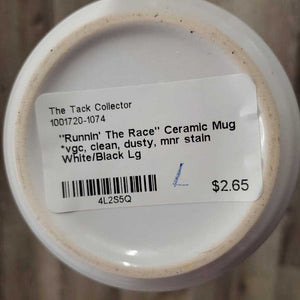 The Tack Collector
1001720-1074
"Runnin' The Race" Ceramic Mug
*vgc, clean, dusty, mnr stain
White/Black Lg
4L2S5Q
$2.65